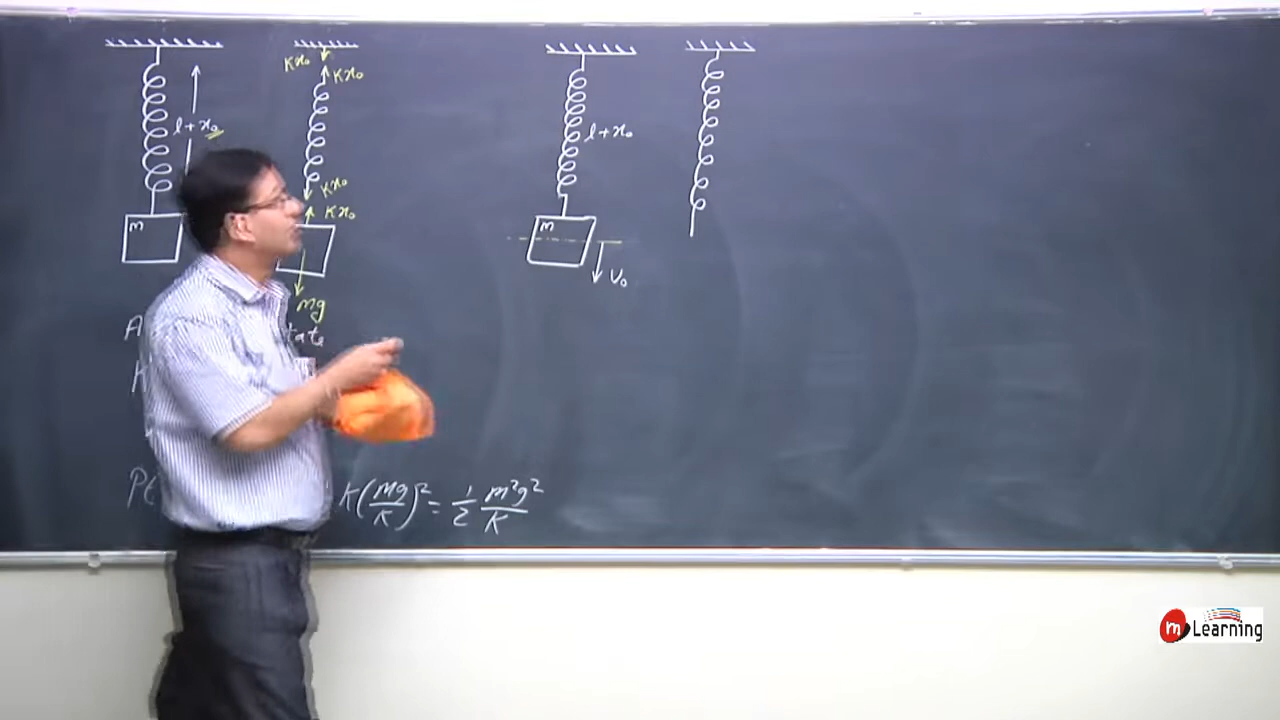 Kx₀
Kx₀
l+x₀
Kx₀
Kx₀
m
mg
l+x₀
m
v₀
K(mg/K)² = 1/2 m²g²/K
m Learning